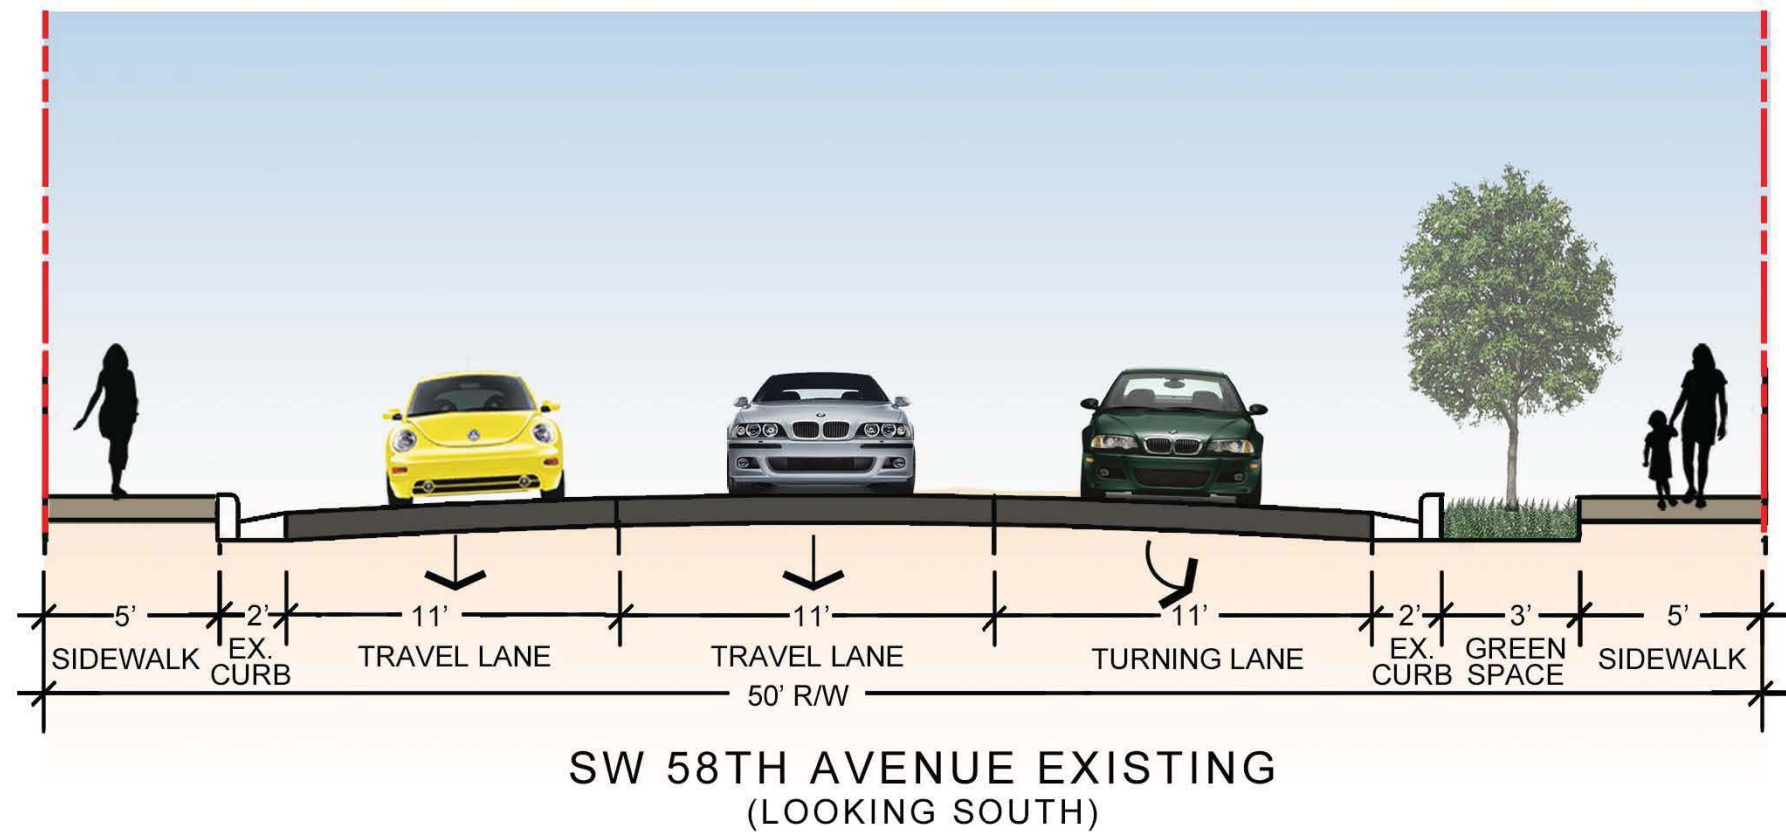 5' 2' 11' 11' 11' 2' 3' 5'
SIDEWALK EX. CURB TRAVEL LANE TRAVEL LANE TURNING LANE EX. CURB GREEN SPACE SIDEWALK
50' R/W
SW 58TH AVENUE EXISTING
(LOOKING SOUTH)